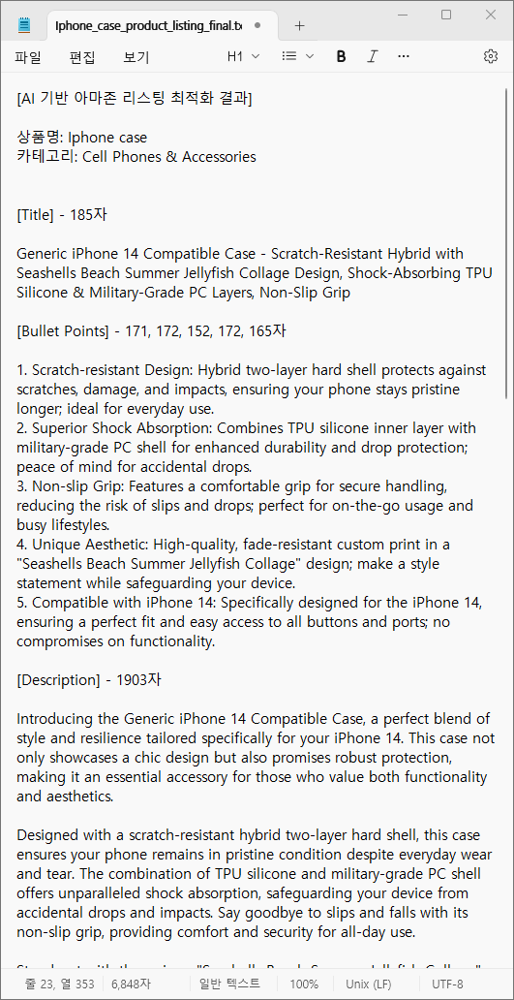 Iphone_case_product_listing_final.tx
파일 편집 보기 H1 B I ...
[AI 기반 아마존 리스팅 최적화 결과]
상품명: Iphone case
카테고리: Cell Phones & Accessories
[Title] - 185자
Generic iPhone 14 Compatible Case - Scratch-Resistant Hybrid with
Seashells Beach Summer Jellyfish Collage Design, Shock-Absorbing TPU
Silicone & Military-Grade PC Layers, Non-Slip Grip
[Bullet Points] - 171, 172, 152, 172, 165자
1. Scratch-resistant Design: Hybrid two-layer hard shell protects against
scratches, damage, and impacts, ensuring your phone stays pristine
longer; ideal for everyday use.
2. Superior Shock Absorption: Combines TPU silicone inner layer with
military-grade PC shell for enhanced durability and drop protection;
peace of mind for accidental drops.
3. Non-slip Grip: Features a comfortable grip for secure handling,
reducing the risk of slips and drops; perfect for on-the-go usage and
busy lifestyles.
4. Unique Aesthetic: High-quality, fade-resistant custom print in a
"Seashells Beach Summer Jellyfish Collage" design; make a style
statement while safeguarding your device.
5. Compatible with iPhone 14: Specifically designed for the iPhone 14,
ensuring a perfect fit and easy access to all buttons and ports; no
compromises on functionality.
[Description] - 1903자
Introducing the Generic iPhone 14 Compatible Case, a perfect blend of
style and resilience tailored specifically for your iPhone 14. This case not
only showcases a chic design but also promises robust protection,
making it an essential accessory for those who value both functionality
and aesthetics.
Designed with a scratch-resistant hybrid two-layer hard shell, this case
ensures your phone remains in pristine condition despite everyday wear
and tear. The combination of TPU silicone and military-grade PC shell
offers unparalleled shock absorption, safeguarding your device from
accidental drops and impacts. Say goodbye to slips and falls with its
non-slip grip, providing comfort and security for all-day use.
줄 23, 열 353 6,848자 일반 텍스트 100% Unix (LF) UTF-8